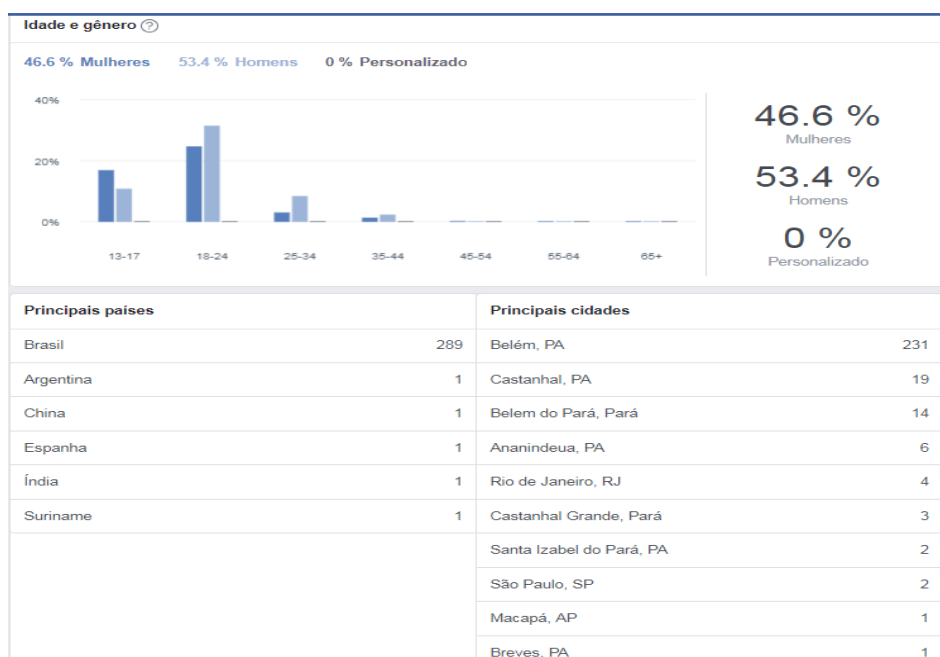 Idade e gênero ?
46.6 % Mulheres 53.4 % Homens 0 % Personalizado
40%
20%
0%
13-17 18-24 25-34 35-44 45-54 55-64 65+
46.6 %
Mulheres
53.4 %
Homens
0 %
Personalizado
Principais países
Brasil 289
Argentina 1
China 1
Espanha 1
Índia 1
Suriname 1
Principais cidades
Belém, PA 231
Castanhal, PA 19
Belem do Pará, Pará 14
Ananindeua, PA 6
Rio de Janeiro, RJ 4
Castanhal Grande, Pará 3
Santa Izabel do Pará, PA 2
São Paulo, SP 2
Macapá, AP 1
Breves, PA 1